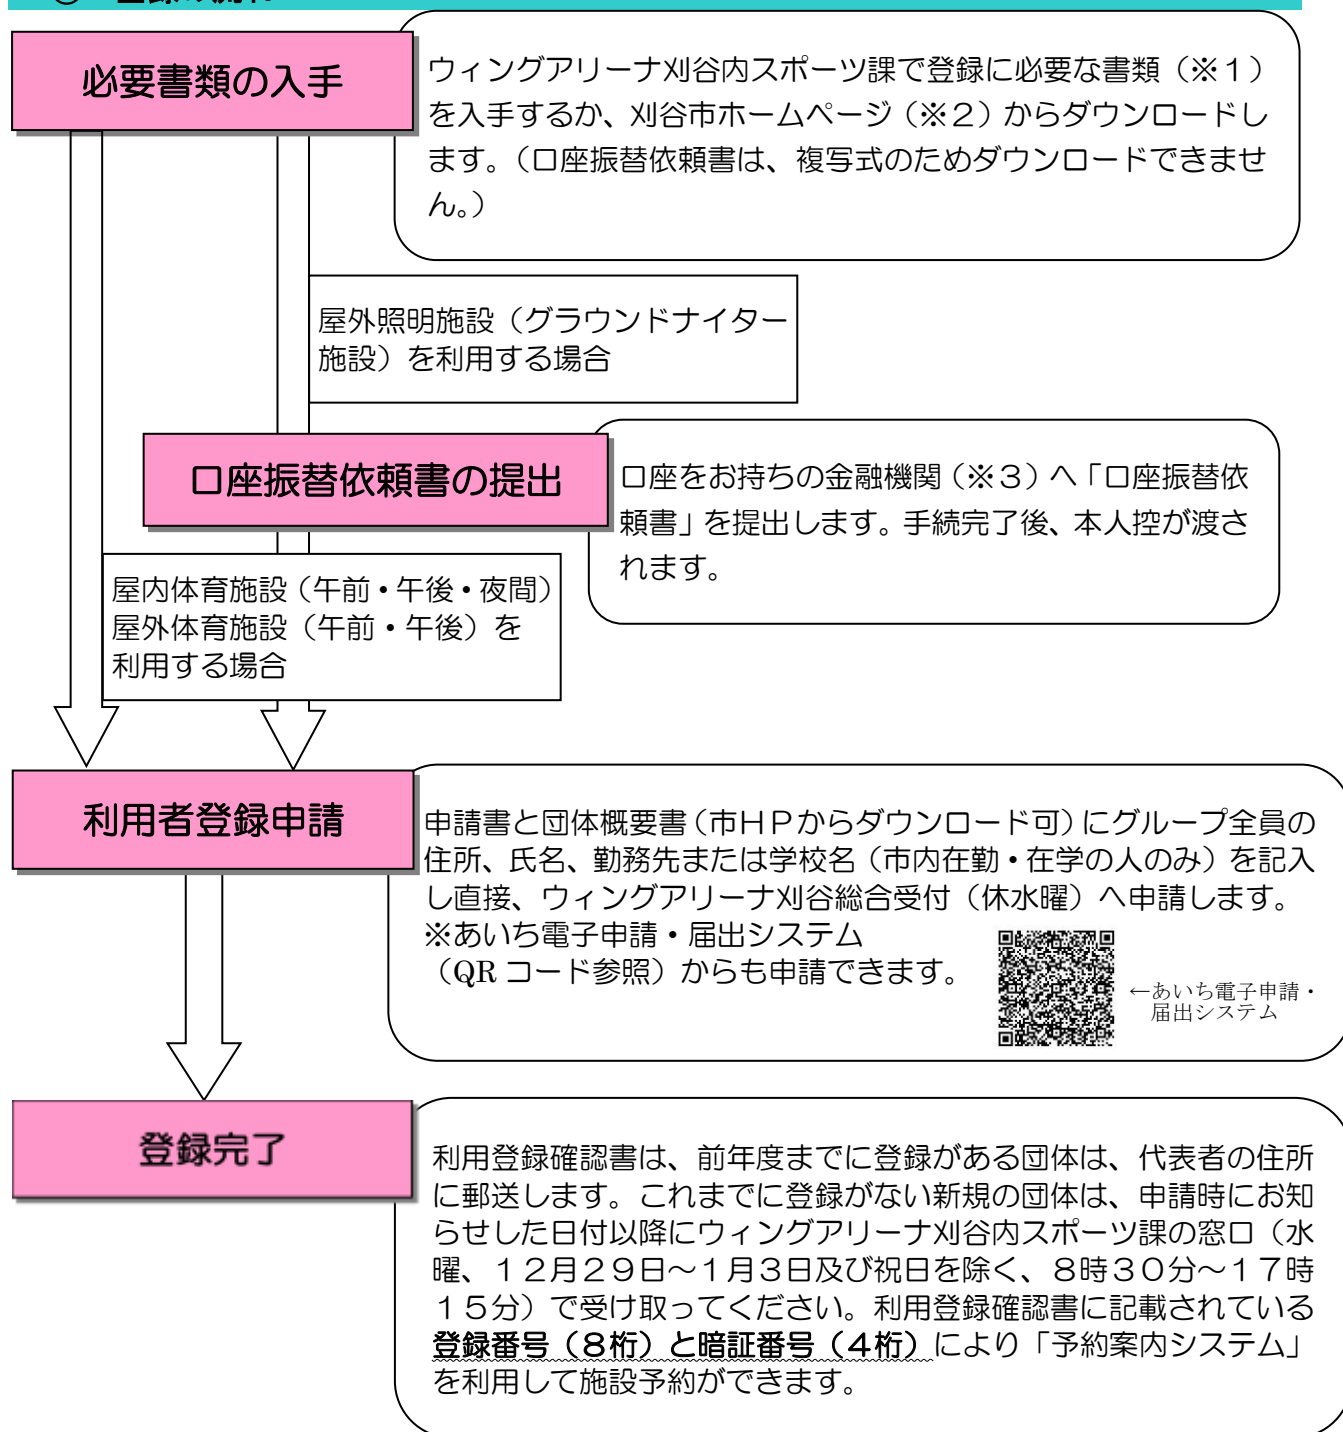 必要書類の入手
ウィングアリーナ刈谷内スポーツ課で登録に必要な書類（※１）
を入手するか、刈谷市ホームページ（※２）からダウンロードし
ます。（口座振替依頼書は、複写式のためダウンロードできませ
ん。）
屋外照明施設（グラウンドナイター
施設）を利用する場合
口座振替依頼書の提出
口座をお持ちの金融機関（※３）へ「口座振替依
頼書」を提出します。手続完了後、本人控が渡さ
れます。
屋内体育施設（午前・午後・夜間）
屋外体育施設（午前・午後）を
利用する場合
利用者登録申請
申請書と団体概要書（市ＨＰからダウンロード可）にグループ全員の
住所、氏名、勤務先または学校名（市内在勤・在学の人のみ）を記入
し直接、ウィングアリーナ刈谷総合受付（休水曜）へ申請します。
※あいち電子申請・届出システム
（QR コード参照）からも申請できます。
←あいち電子申請・
届出システム
登録完了
利用登録確認書は、前年度までに登録がある団体は、代表者の住所
に郵送します。これまでに登録がない新規の団体は、申請時にお知
らせした日付以降にウィングアリーナ刈谷内スポーツ課の窓口（水
曜、１２月２９日～１月３日及び祝日を除く、８時３０分～１７時
１５分）で受け取ってください。利用登録確認書に記載されている
登録番号（８桁）と暗証番号（４桁）により「予約案内システム」
を利用して施設予約ができます。